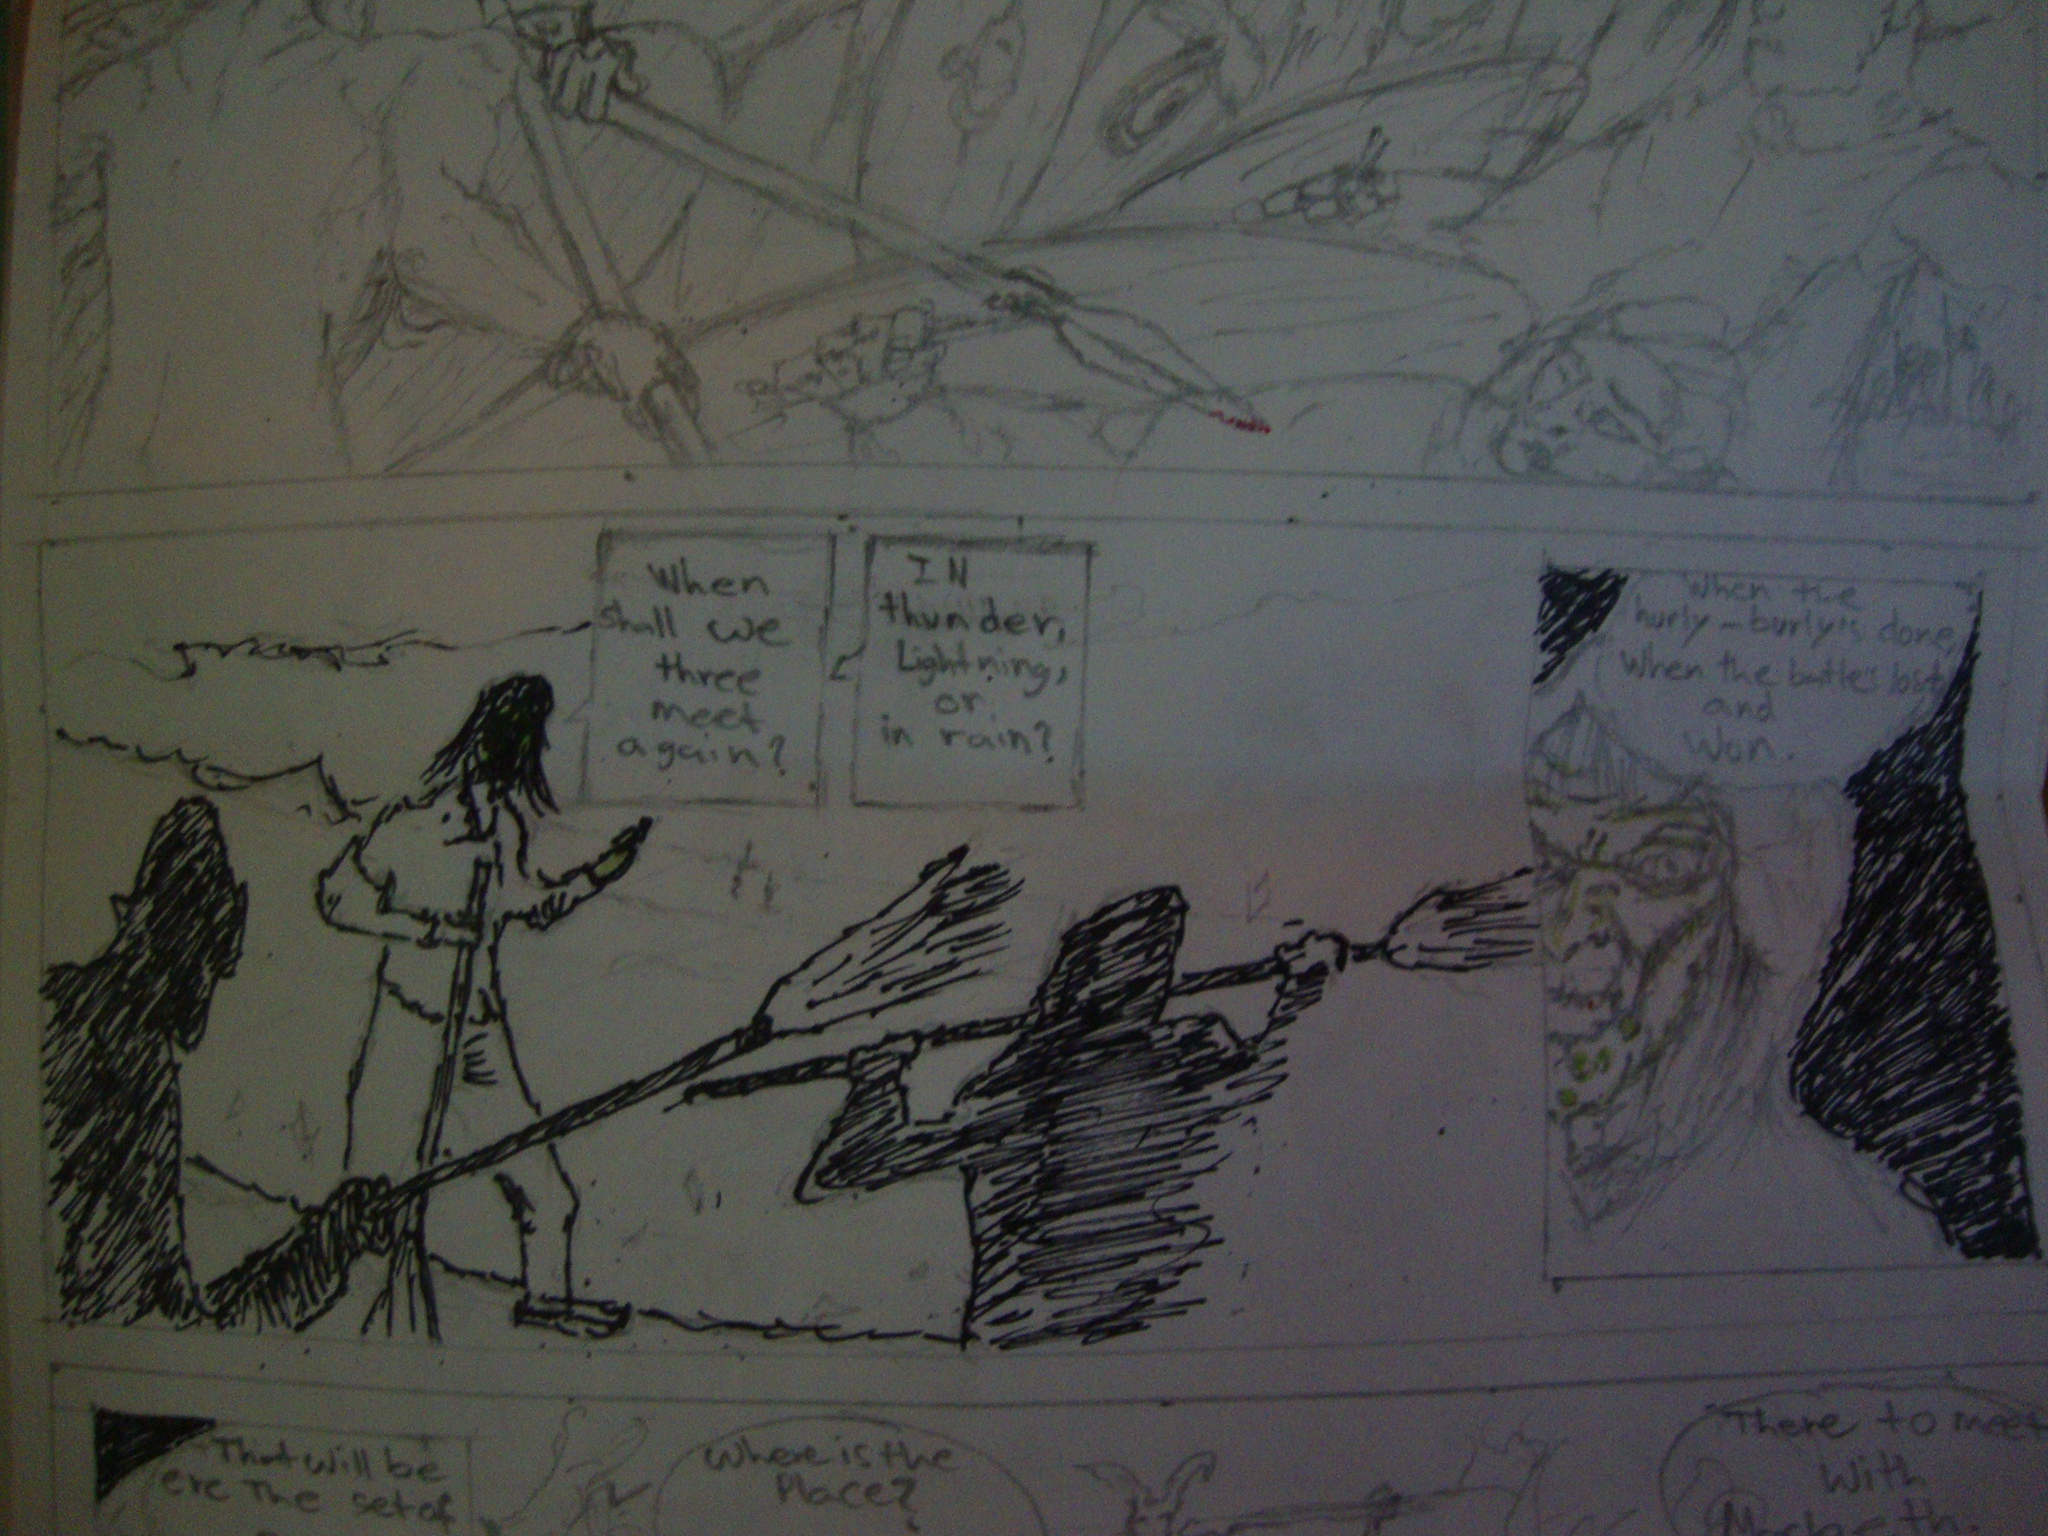 When
shall we
three
meet
again?
IN
thunder,
Lightning,
or
in rain?
When the
hurly-burly's done,
When the battle's lost
and
Won.
That will be
ere The set of
Where is the
Place?
There to meet
With
Macbeth.